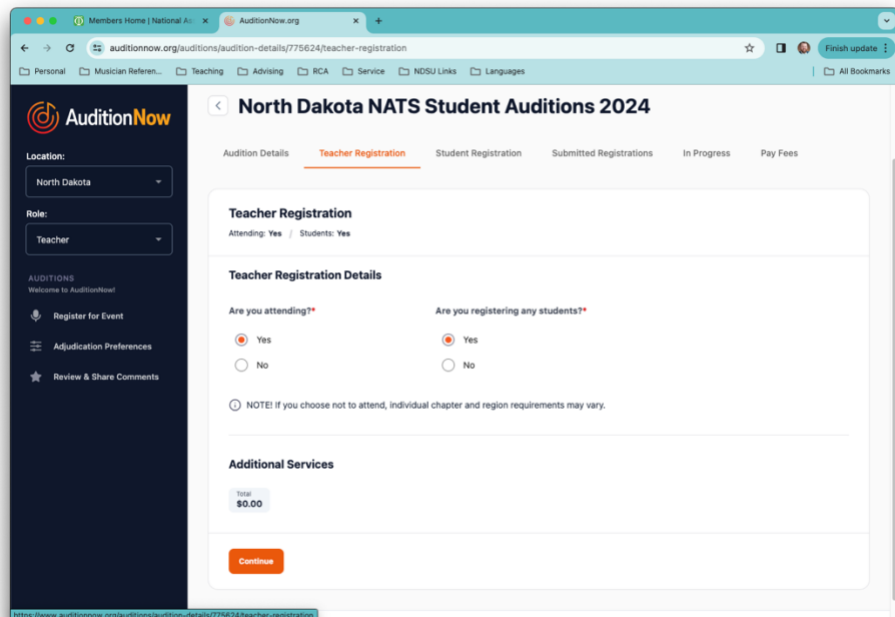 Members Home | National As
AuditionNow.org
auditionnow.org/auditions/audition-details/775624/teacher-registration
Finish update
Personal
Musician Referen...
Teaching
Advising
RCA
Service
NDSU Links
Languages
All Bookmarks
AuditionNow
Location:
North Dakota
Role:
Teacher
AUDITIONS
Welcome to AuditionNow!
Register for Event
Adjudication Preferences
Review & Share Comments
North Dakota NATS Student Auditions 2024
Audition Details
Teacher Registration
Student Registration
Submitted Registrations
In Progress
Pay Fees
Teacher Registration
Attending: Yes / Students: Yes
Teacher Registration Details
Are you attending?*
Yes
No
Are you registering any students?*
Yes
No
NOTE! If you choose not to attend, individual chapter and region requirements may vary.
Additional Services
Total
$0.00
Continue
https://www.auditionnow.org/auditions/audition-details/775624/teacher-registration